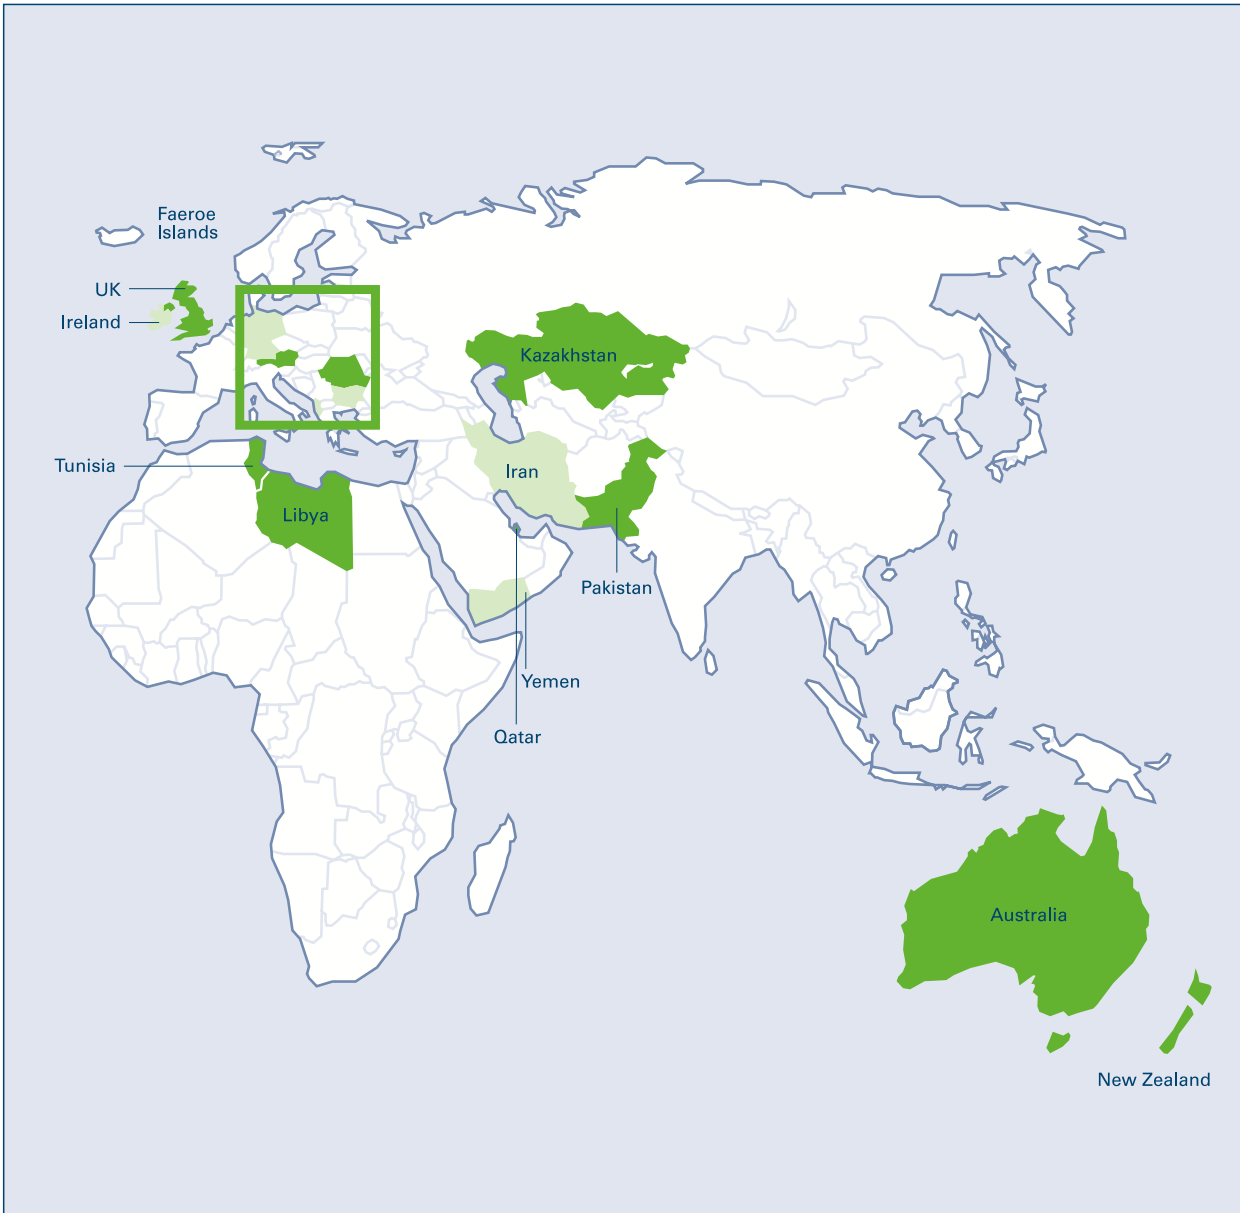 Faeroe
Islands
UK
Ireland
Kazakhstan
Tunisia
Iran
Libya
Pakistan
Yemen
Qatar
Australia
New Zealand